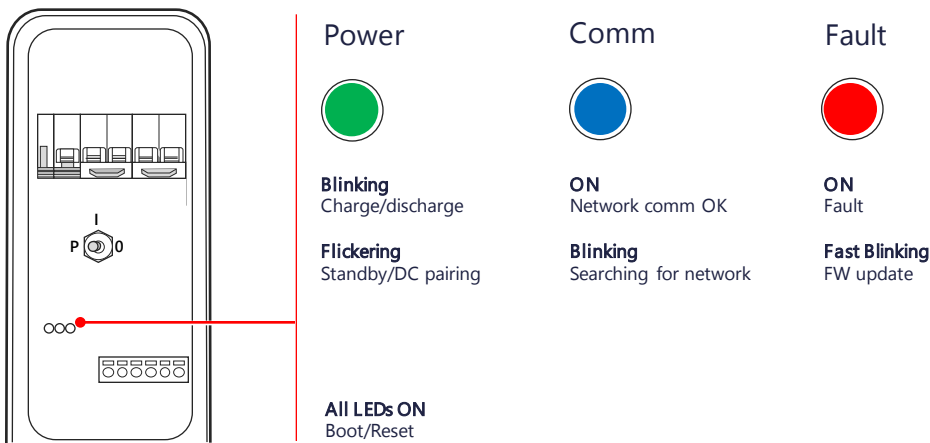 Power
Comm
Fault
Blinking
Charge/discharge
ON
Network comm OK
ON
Fault
Flickering
Standby/DC pairing
Blinking
Searching for network
Fast Blinking
FW update
I
P
0
All LEDs ON
Boot/Reset